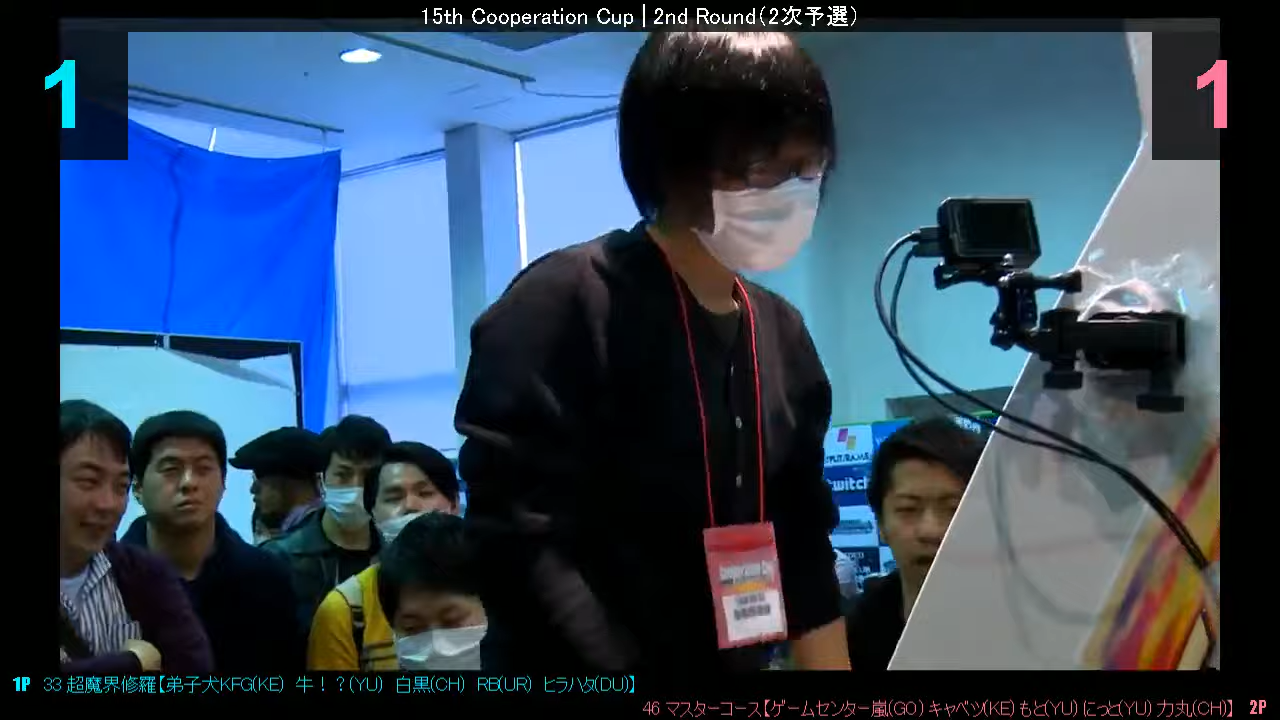 15th Cooperation Cup | 2nd Round(2次予選)
1
1
twitch
1P 33 超魔界修羅【弟子犬KFG(KE) 牛！？(YU) 白黒(CH) RB(UR) ヒラハタ(DU)】
46 マスターコース【ゲームセンター嵐(GO) キャベツ(KE) もと(YU) にっと(YU) 力丸(CH)】 2P